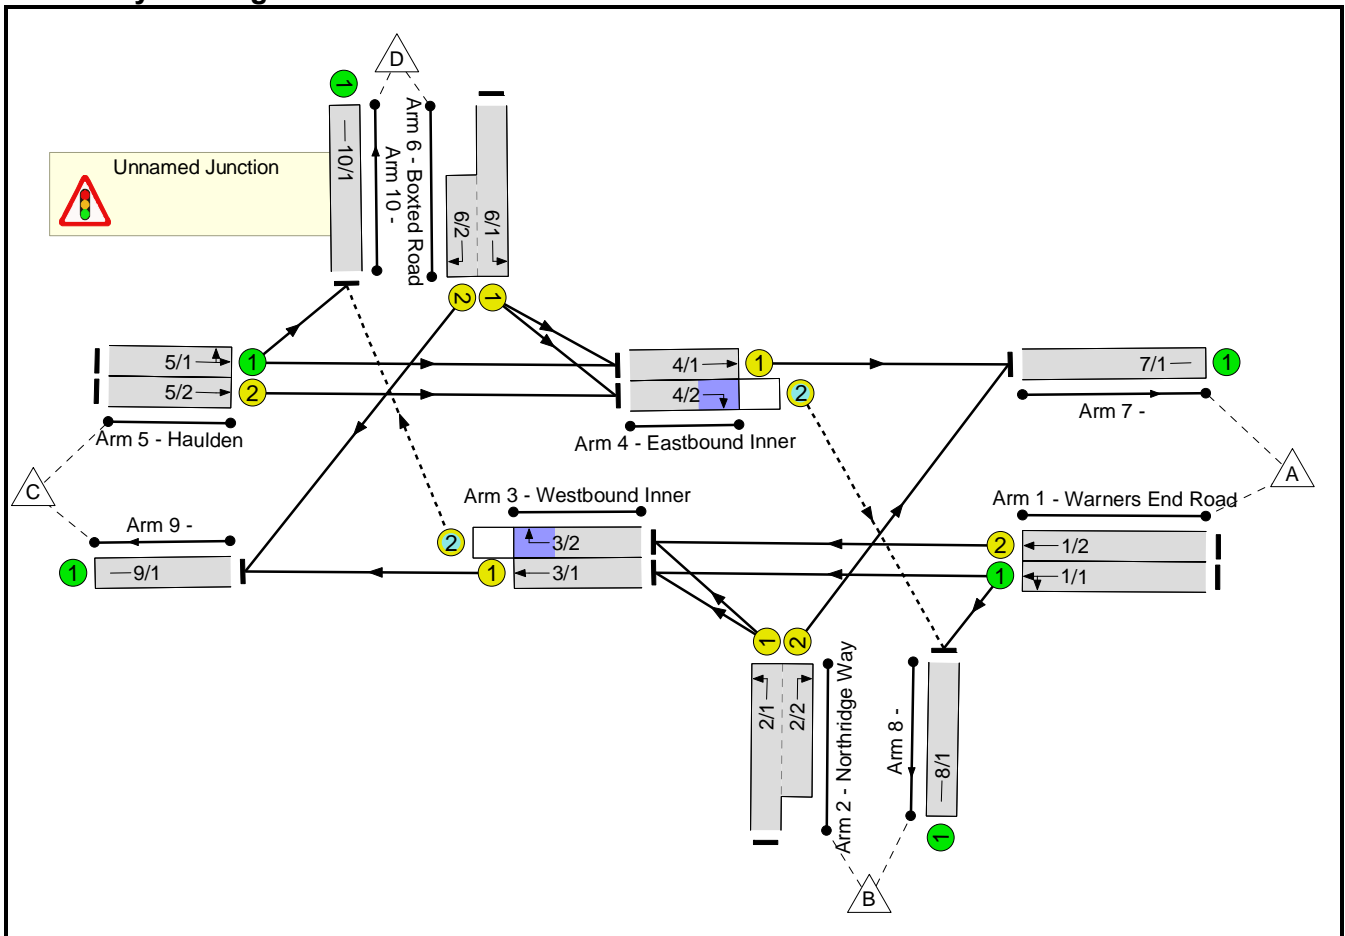 D
1
Arm 6 - Boxted Road
Arm 10 -
10/1
Unnamed Junction
6/2
6/1
2
1
5/1
1
5/2
2
Arm 5 - Haulden
4/1
1
4/2
2
Arm 4 - Eastbound Inner
7/1
1
Arm 7 -
A
C
Arm 3 - Westbound Inner
Arm 1 - Warners End Road
Arm 9 -
2
3/2
2
1/2
1
9/1
1
3/1
1
1/1
1
2
2/1
2/2
Arm 2 - Northridge Way
Arm 8 -
8/1
1
B